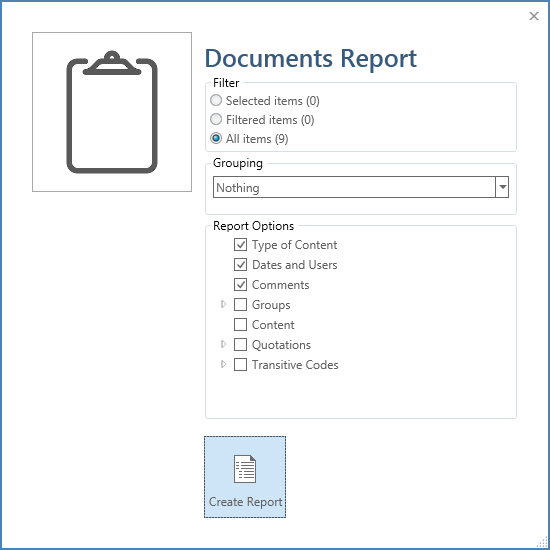 Documents Report
Filter
Selected items (0)
Filtered items (0)
All items (9)
Grouping
Nothing
Report Options
Type of Content
Dates and Users
Comments
Groups
Content
Quotations
Transitive Codes
Create Report